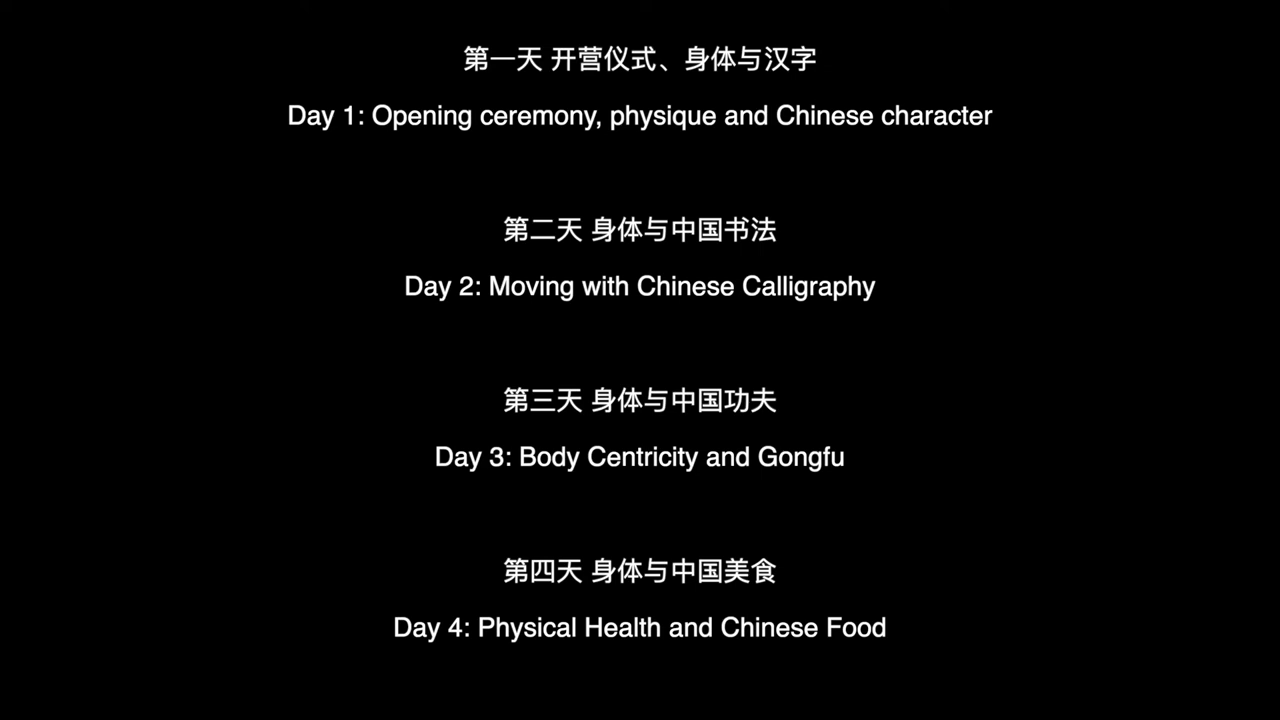 第一天 开营仪式、身体与汉字
Day 1: Opening ceremony, physique and Chinese character
第二天 身体与中国书法
Day 2: Moving with Chinese Calligraphy
第三天 身体与中国功夫
Day 3: Body Centricity and Gongfu
第四天 身体与中国美食
Day 4: Physical Health and Chinese Food